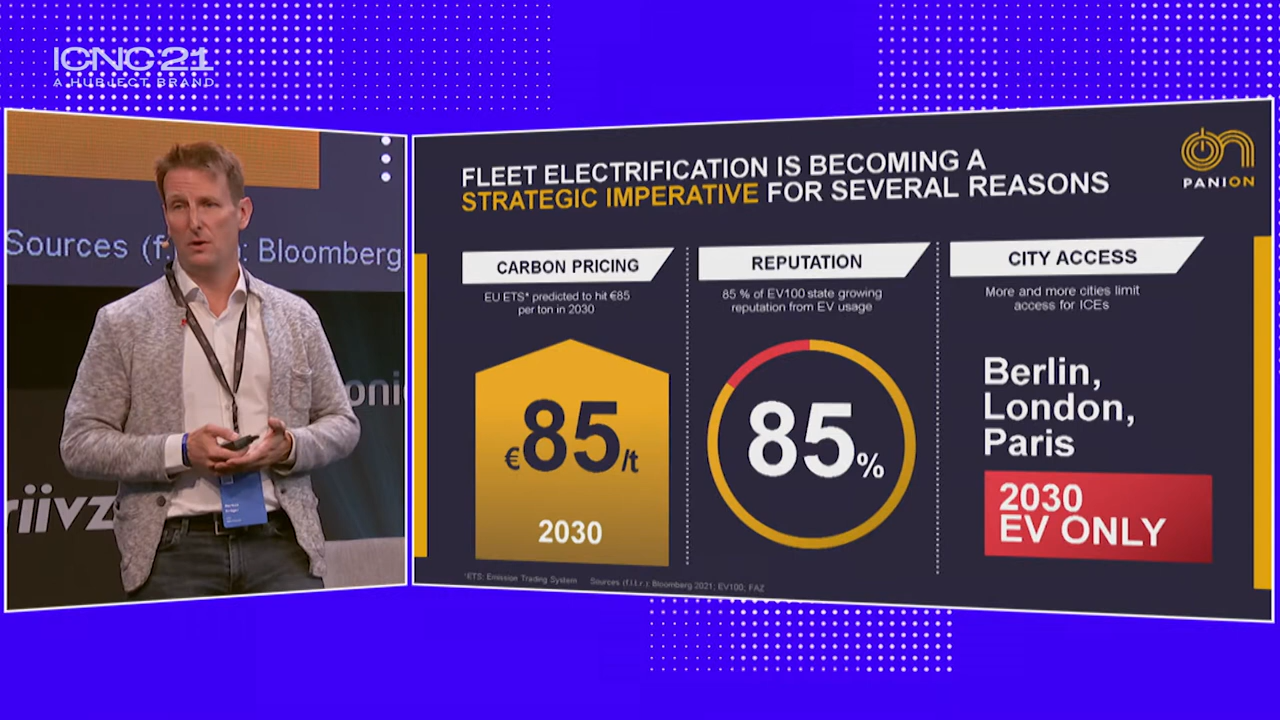 ICNC21
A HUBJECT BRAND
Sources (f.l.r.): Bloomberg
riivz
FLEET ELECTRIFICATION IS BECOMING A
STRATEGIC IMPERATIVE FOR SEVERAL REASONS
PANION
CARBON PRICING
EU ETS* predicted to hit €85
per ton in 2030
€85/t
2030
REPUTATION
85 % of EV100 state growing
reputation from EV usage
85%
CITY ACCESS
More and more cities limit
access for ICEs
Berlin,
London,
Paris
2030
EV ONLY
*ETS: Emission Trading System Sources (f.l.t.r.): Bloomberg 2021; EV100; FAZ